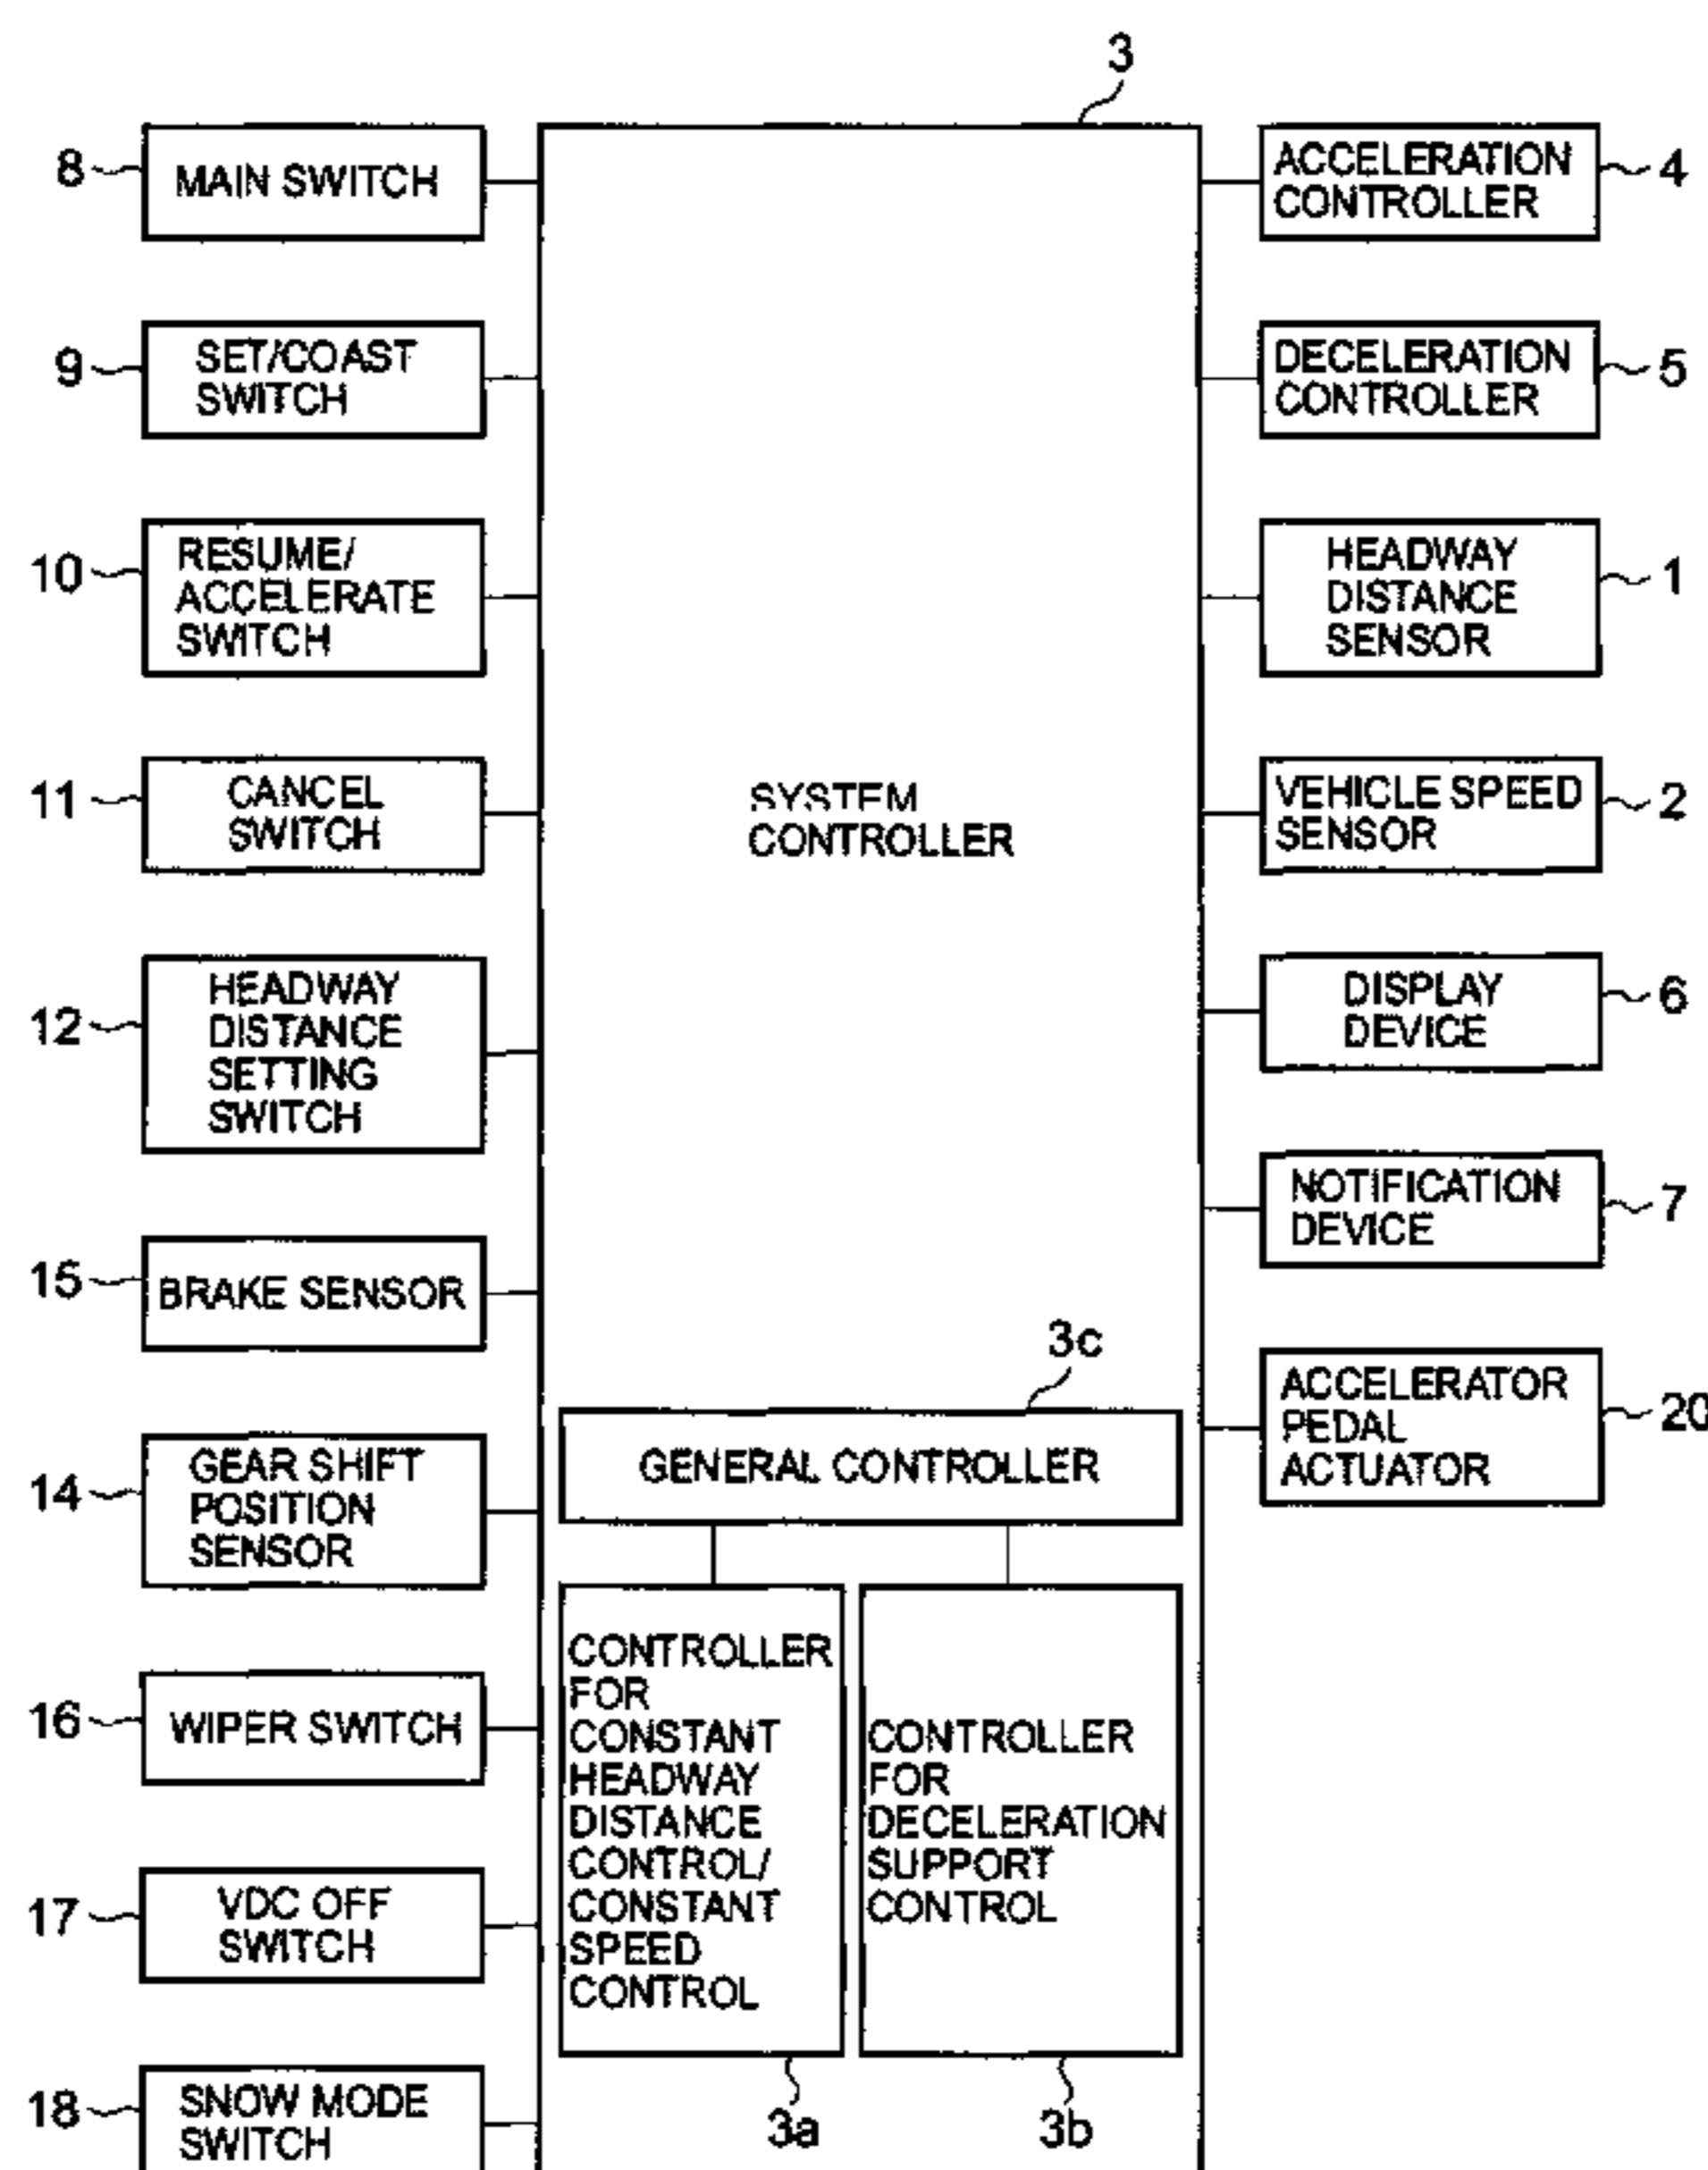 3
8
MAIN SWITCH
9
SET/COAST
SWITCH
10
RESUME/
ACCELERATE
SWITCH
11
CANCEL
SWITCH
12
HEADWAY
DISTANCE
SETTING
SWITCH
15
BRAKE SENSOR
14
GEAR SHIFT
POSITION
SENSOR
16
WIPER SWITCH
17
VDC OFF
SWITCH
18
SNOW MODE
SWITCH
SYSTEM
CONTROLLER
3c
GENERAL CONTROLLER
CONTROLLER
FOR
CONSTANT
HEADWAY
DISTANCE
CONTROL/
CONSTANT
SPEED
CONTROL
3a
CONTROLLER
FOR
DECELERATION
SUPPORT
CONTROL
3b
ACCELERATION
CONTROLLER
4
DECELERATION
CONTROLLER
5
HEADWAY
DISTANCE
SENSOR
1
VEHICLE SPEED
SENSOR
2
DISPLAY
DEVICE
6
NOTIFICATION
DEVICE
7
ACCELERATOR
PEDAL
ACTUATOR
20